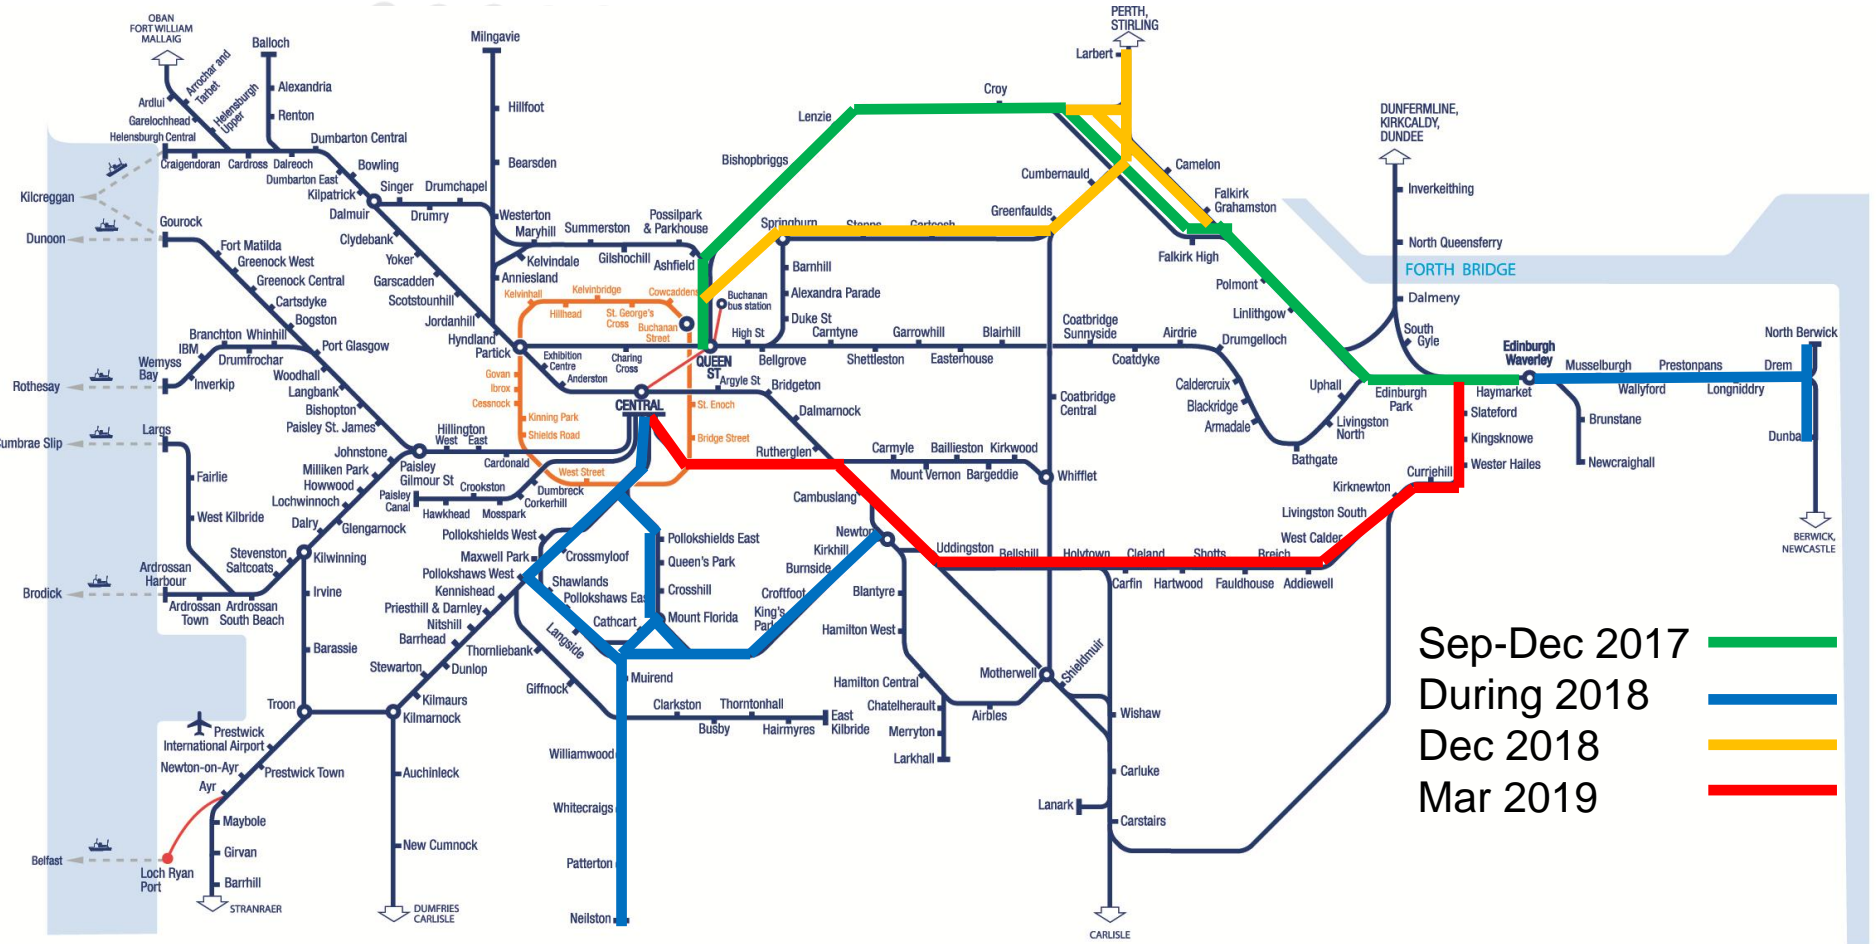 OBAN
FORT WILLIAM
MALLAIG
Balloch
Milngavie
PERTH,
STIRLING
Larbert
Arrochar and
Tarbet
Alexandria
Ardlui
Helensburgh
Upper
Renton
Garelochhead
Helensburgh Central
Dumbarton Central
Craigendoran
Cardross
Dalreoch
Dumbarton East
Bowling
Kilpatrick
Singer
Drumchapel
Drumry
Dalmuir
Hillfoot
Bearsden
Westerton
Maryhill
Summerston
Possilpark
& Parkhouse
Kelvindale
Gilshochill
Ashfield
Anniesland
Lenzie
Croy
Bishopbriggs
Cumbernauld
Camelon
Falkirk
Grahamston
Greenfaulds
Falkirk High
DUNFERMLINE,
KIRKCALDY,
DUNDEE
Inverkeithing
North Queensferry
FORTH BRIDGE
Dalmeny
South
Gyle
Kilcreggan
Gourock
Dunoon
Fort Matilda
Greenock West
Greenock Central
Cartsdyke
Bogston
Clydebank
Yoker
Garscadden
Scotstounhill
Jordanhill
Hyndland
Partick
Kelvinhall
Kelvinbridge
Cowcaddens
Hillhead
St. George's
Cross
Buchanan
Street
Buchanan
bus station
Springburn
Stepps
Gartcosh
Barnhill
Alexandra Parade
Duke St
High St
Bellgrove
Carntyne
Shettleston
Garrowhill
Easterhouse
Blairhill
Coatbridge
Sunnyside
Coatdyke
Airdrie
Drumgelloch
Caldercruix
Blackridge
Armadale
Bathgate
Livingston
North
Uphall
Polmont
Linlithgow
Edinburgh
Park
Haymarket
Edinburgh
Waverley
Musselburgh
Wallyford
Prestonpans
Longniddry
Drem
North Berwick
Dunba
Brunstane
Newcraighall
BERWICK,
NEWCASTLE
Branchton
Whinhill
IBM
Drumfrochar
Port Glasgow
Wemyss
Bay
Inverkip
Rothesay
Woodhall
Langbank
Bishopton
Paisley St. James
Exhibition
Centre
Charing
Cross
Anderston
QUEEN
ST
Argyle St
CENTRAL
Bridgeton
Dalmarnock
Govan
Ibrox
Cessnock
Kinning Park
Shields Road
West Street
St. Enoch
Bridge Street
Rutherglen
Coatbridge
Central
Carmyle
Mount Vernon
Baillieston
Bargeddie
Kirkwood
Whifflet
Slateford
Kingsknowe
Wester Hailes
Curriehill
Kirknewton
Livingston South
West Calder
Cumbrae Slip
Largs
Fairlie
West Kilbride
Johnstone
Milliken Park
Howwood
Lochwinnoch
Glengarnock
Dalry
Hillington
West
East
Cardonald
Paisley
Gilmour St
Paisley
Canal
Hawkhead
Crookston
Mosspark
Corkerhill
Dumbreck
Cambuslang
Newton
Kirkhill
Burnside
Croftfoot
King's
Par
Uddingston
Bellshill
Holytown
Carfin
Cleland
Hartwood
Shotts
Fauldhouse
Breich
Addiewell
Pollokshields West
Maxwell Park
Pollokshaws West
Crossmyloof
Shawlands
Pollokshaws Eas
Pollokshields East
Queen's Park
Crosshill
Mount Florida
Cathcart
Langside
Kennishead
Priesthill & Darnley
Nitshill
Barrhead
Dunlop
Stewarton
Kilmaurs
Kilmarnock
Thornliebank
Giffnock
Muirend
Clarkston
Busby
Thorntonhall
Hairmyres
East
Kilbride
Williamwood
Whitecraigs
Patterton
Neilston
Blantyre
Hamilton West
Hamilton Central
Chatelherault
Merryton
Larkhall
Airbles
Motherwell
Shieldmuir
Wishaw
Carluke
Lanark
Carstairs
CARLISLE
Stevenston
Saltcoats
Kilwinning
Ardrossan
Harbour
Ardrossan
Town
Ardrossan
South Beach
Brodick
Irvine
Barassie
Troon
Prestwick
International Airport
Newton-on-Ayr
Prestwick Town
Ayr
Maybole
Girvan
Barrhill
STRANRAER
Belfast
Loch Ryan
Port
Auchinleck
New Cumnock
DUMFRIES
CARLISLE
Sep-Dec 2017
During 2018
Dec 2018
Mar 2019